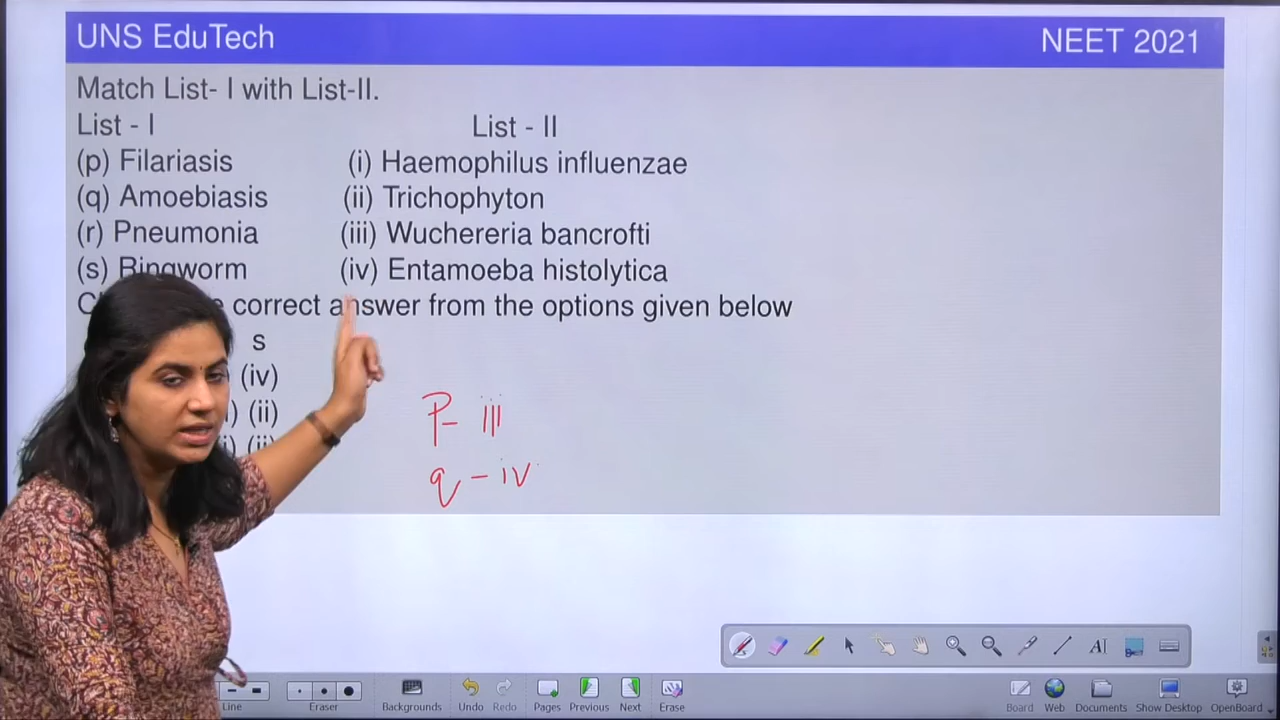 UNS EduTech NEET 2021
Match List- I with List-II.
List - I List - II
(p) Filariasis (i) Haemophilus influenzae
(q) Amoebiasis (ii) Trichophyton
(r) Pneumonia (iii) Wuchereria bancrofti
(s) Ringworm (iv) Entamoeba histolytica
correct answer from the options given below
s
(iv)
(ii)
(ii)
P- iii
q - iv
Line Eraser Backgrounds Undo Redo Pages Previous Next Erase Board Web Documents Show Desktop OpenBoard